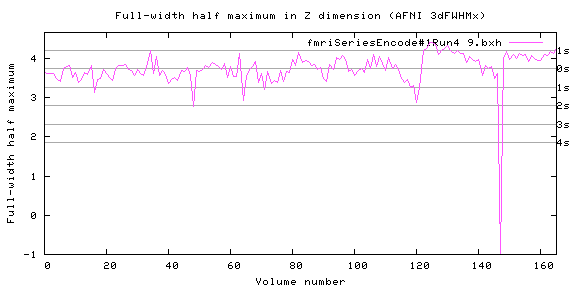 Full-width half maximum in Z dimension (AFNI 3dFWHMx)
fmriSeriesEncode#1Run4 9.bxh
Full-width half maximum
4
3
2
1
0
-1
1s
0s
1s
2s
3s
4s
0 20 40 60 80 100 120 140 160
Volume number